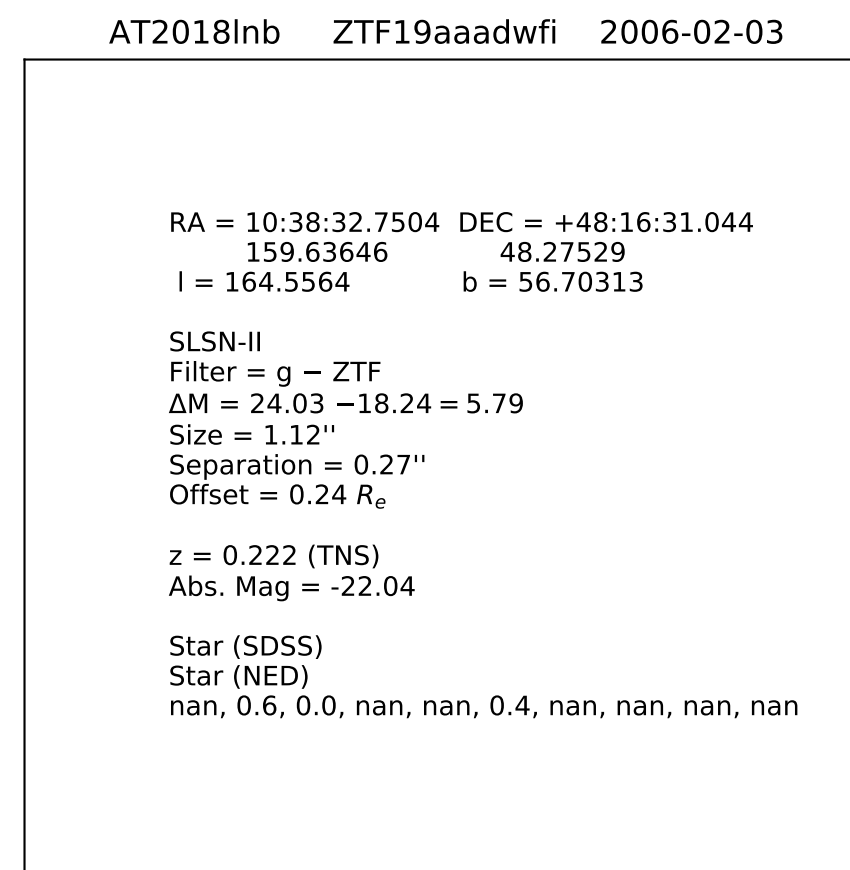 AT2018lnb ZTF19aaadwfi 2006-02-03
RA = 10:38:32.7504 DEC = +48:16:31.044
159.63646 48.27529
l = 164.5564 b = 56.70313
SLSN-II
Filter = g − ZTF
ΔM = 24.03 −18.24 = 5.79
Size = 1.12''
Separation = 0.27''
Offset = 0.24 Rₑ
z = 0.222 (TNS)
Abs. Mag = -22.04
Star (SDSS)
Star (NED)
nan, 0.6, 0.0, nan, nan, 0.4, nan, nan, nan, nan